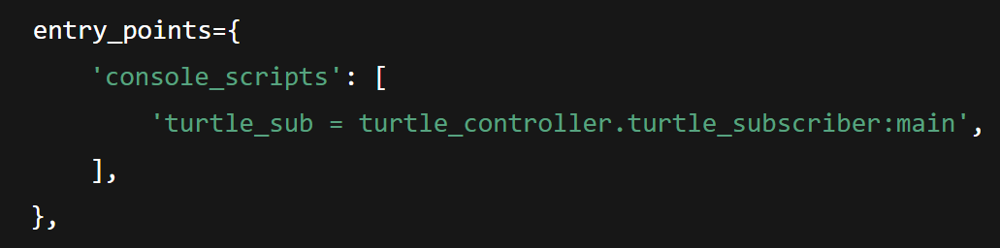 entry_points={
    'console_scripts': [
        'turtle_sub = turtle_controller.turtle_subscriber:main',
    ],
},